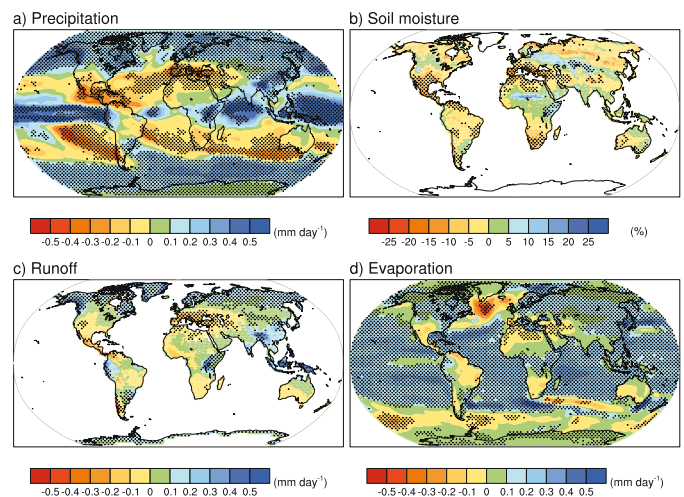 a) Precipitation
b) Soil moisture
-0.5 -0.4 -0.3 -0.2 -0.1 0 0.1 0.2 0.3 0.4 0.5 (mm day⁻¹)
-25 -20 -15 -10 -5 0 5 10 15 20 25 (%)
c) Runoff
d) Evaporation
-0.5 -0.4 -0.3 -0.2 -0.1 0 0.1 0.2 0.3 0.4 0.5 (mm day⁻¹)
-0.5 -0.4 -0.3 -0.2 -0.1 0 0.1 0.2 0.3 0.4 0.5 (mm day⁻¹)